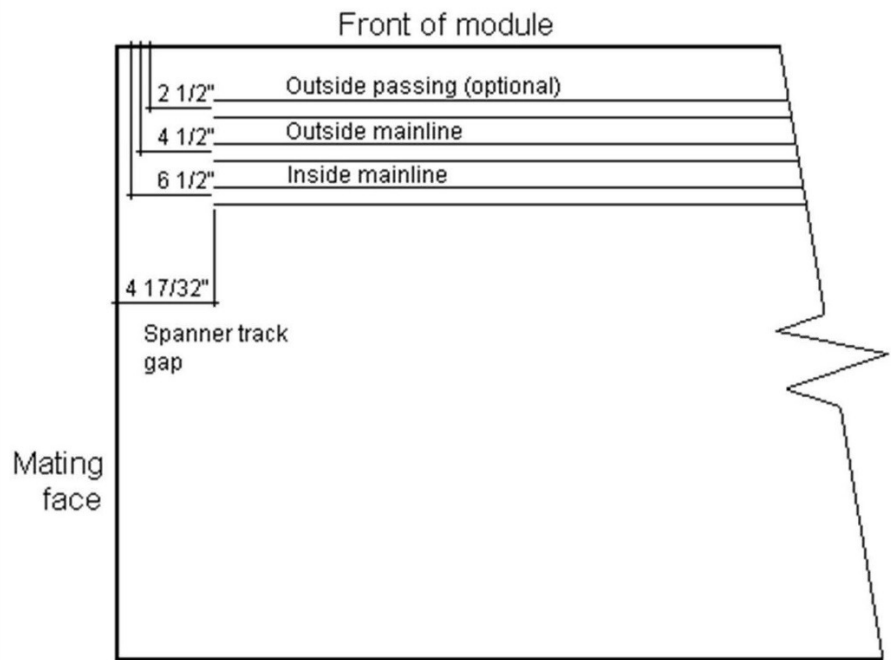 Front of module
2 1/2"
Outside passing (optional)
4 1/2"
Outside mainline
6 1/2"
Inside mainline
4 17/32"
Spanner track
gap
Mating
face